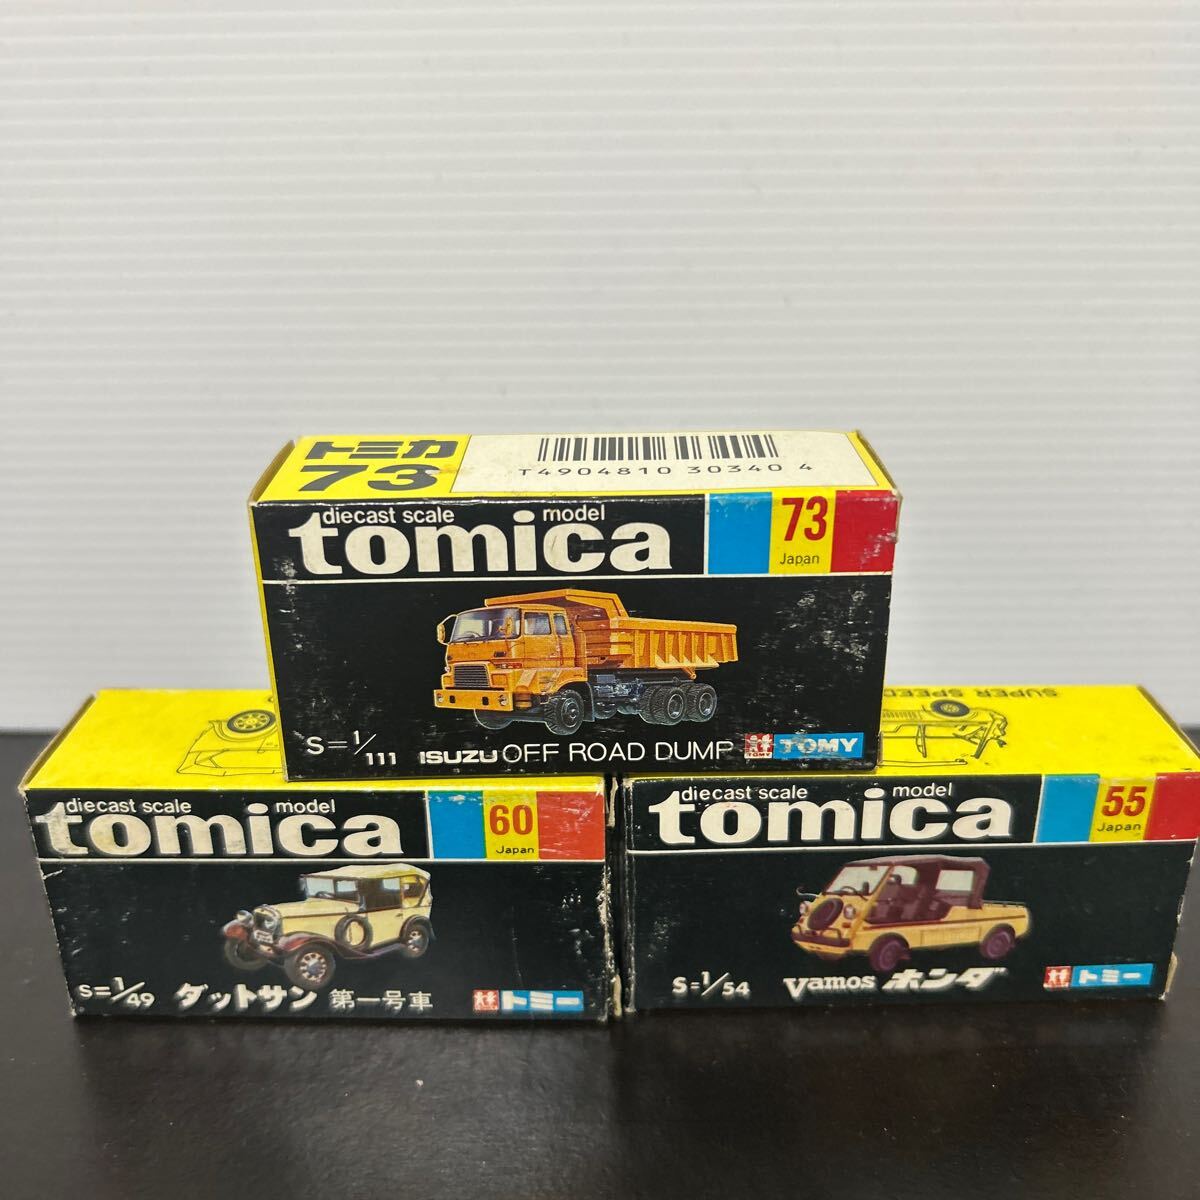 トミカ
73
T4904810 30340 4
diecast scale model
tomica
73
Japan
S=1/111 ISUZU OFF ROAD DUMP TOMY TOMY
diecast scale model
tomica
60
Japan
S=1/49 ダットサン 第一号車 トミー
SUPER SPEED
diecast scale model
tomica
55
Japan
S=1/54 Vamos ホンダ トミー